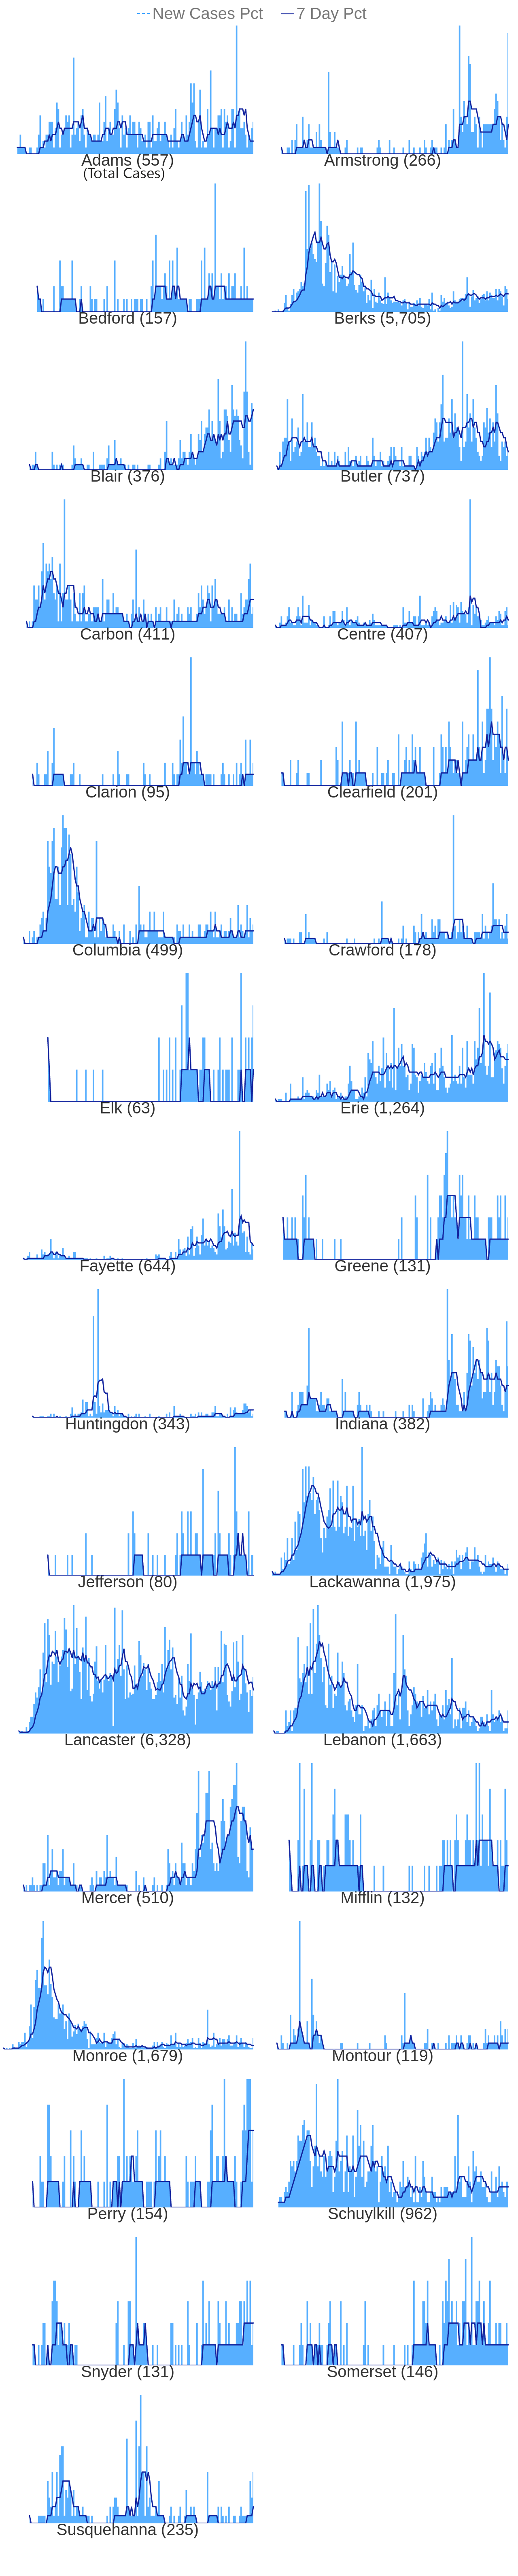 New Cases Pct 7 Day Pct
Adams (557) Armstrong (266)
(Total Cases)
Bedford (157) Berks (5,705)
Blair (376) Butler (737)
Carbon (411) Centre (407)
Clarion (95) Clearfield (201)
Columbia (499) Crawford (178)
Elk (63) Erie (1,264)
Fayette (644) Greene (131)
Huntingdon (343) Indiana (382)
Jefferson (80) Lackawanna (1,975)
Lancaster (6,328) Lebanon (1,663)
Mercer (510) Mifflin (132)
Monroe (1,679) Montour (119)
Perry (154) Schuylkill (962)
Snyder (131) Somerset (146)
Susquehanna (235)